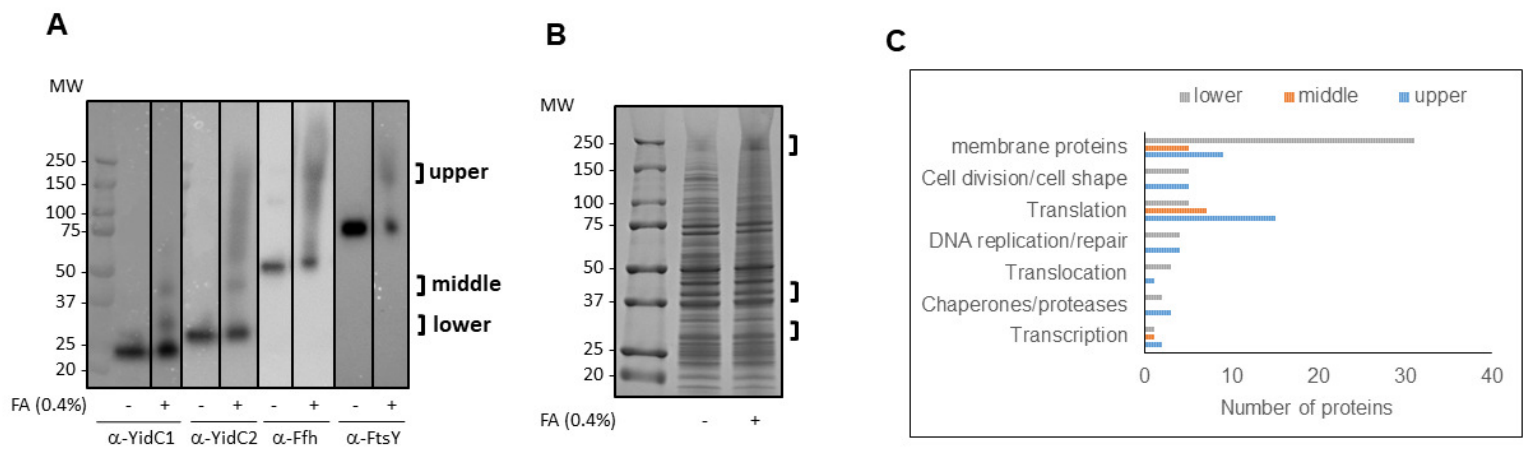 A
MW
250
150
100
75
50
37
25
20
upper
middle
lower
FA (0.4%) - + - + - + - +
α-YidC1 α-YidC2 α-Ffh α-FtsY
B
MW
250
150
100
75
50
37
25
20
FA (0.4%) - +
C
lower middle upper
membrane proteins
Cell division/cell shape
Translation
DNA replication/repair
Translocation
Chaperones/proteases
Transcription
0 10 20 30 40
Number of proteins